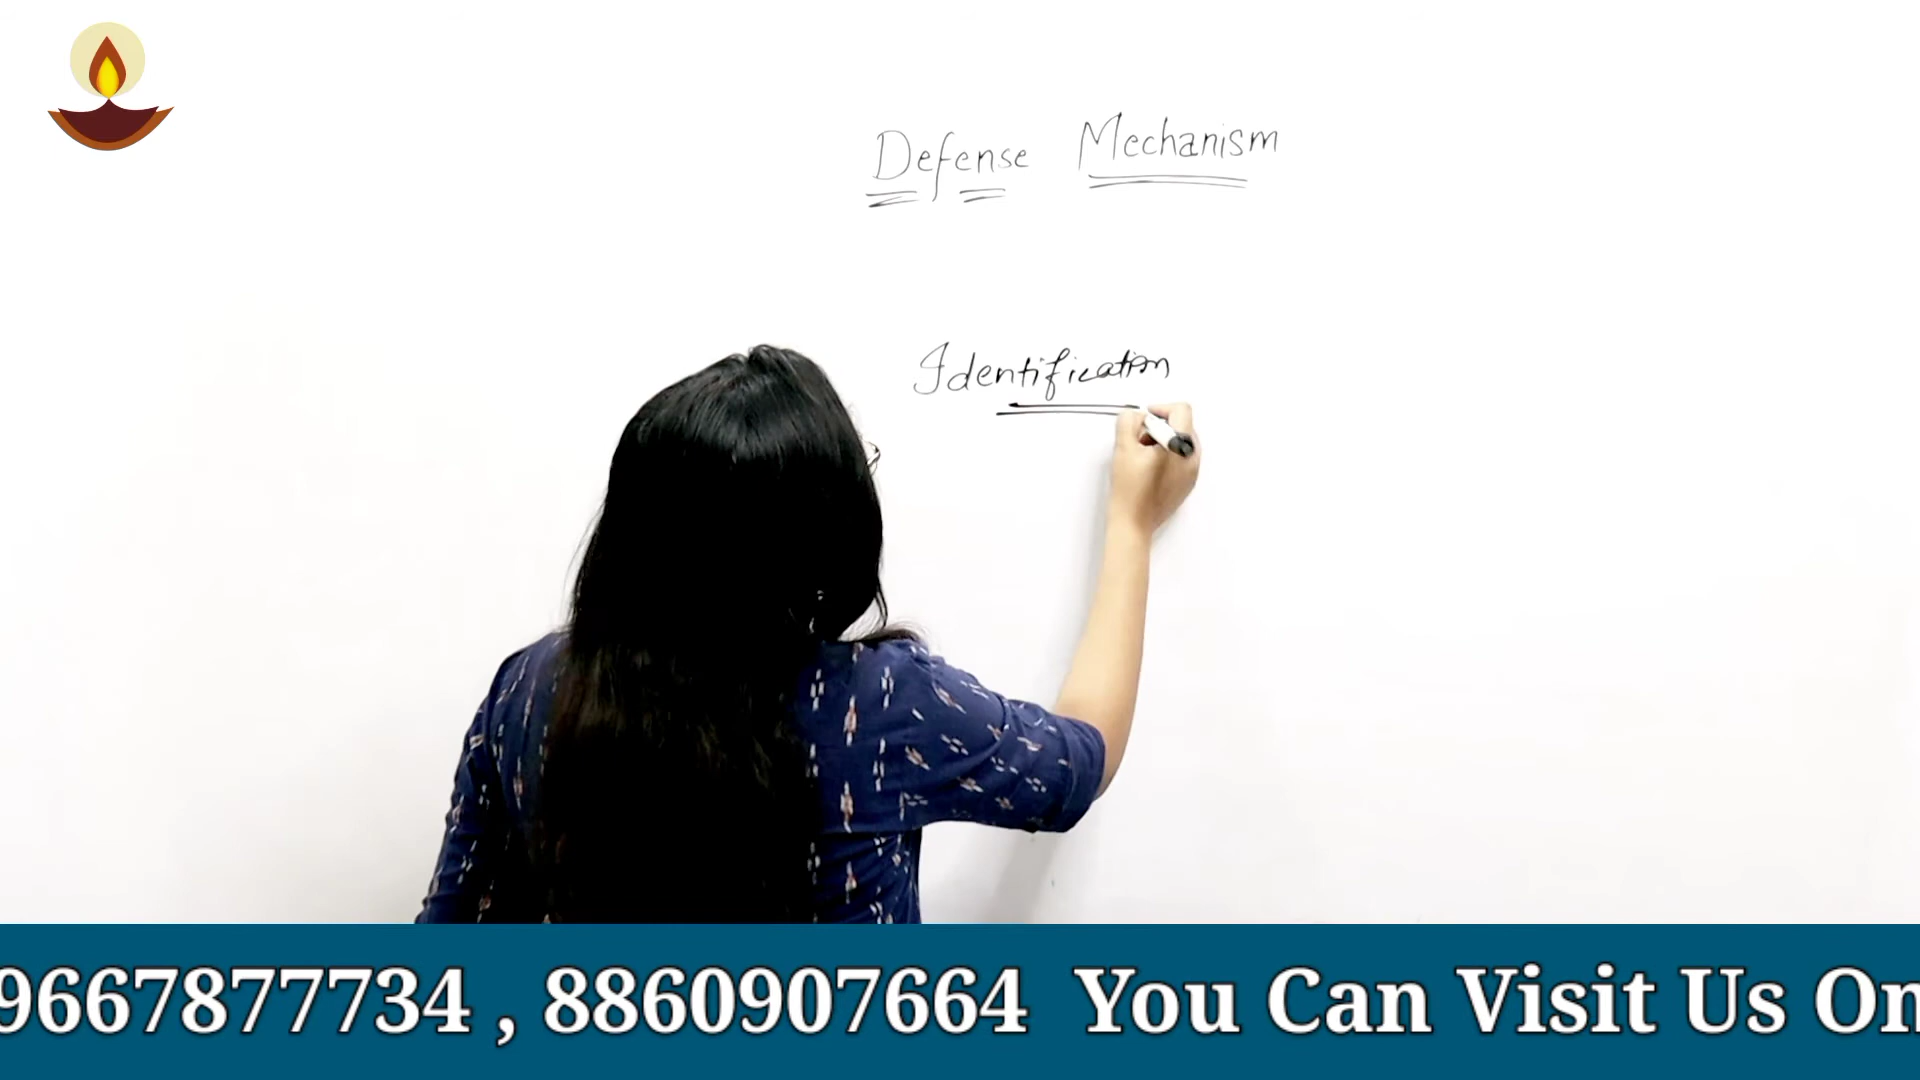 Defense Mechanism
Identification
9667877734 , 8860907664 You Can Visit Us On